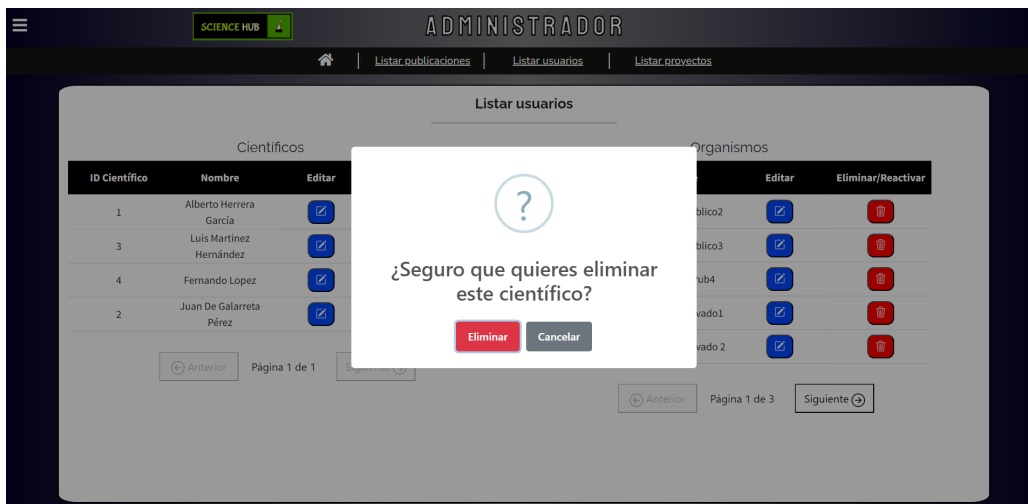 SCIENCE HUB
ADMINISTRADOR
Listar publicaciones
Listar usuarios
Listar proyectos
Listar usuarios
Científicos
ID Científico Nombre Editar
1 Alberto Herrera
García
3 Luis Martinez
Hernández
4 Fernando Lopez
2 Juan De Galarreta
Pérez
Anterior Página 1 de 1 Siguiente
?
¿Seguro que quieres eliminar
este científico?
Eliminar Cancelar
Organismos
Editar Eliminar/Reactivar
Anterior Página 1 de 3 Siguiente